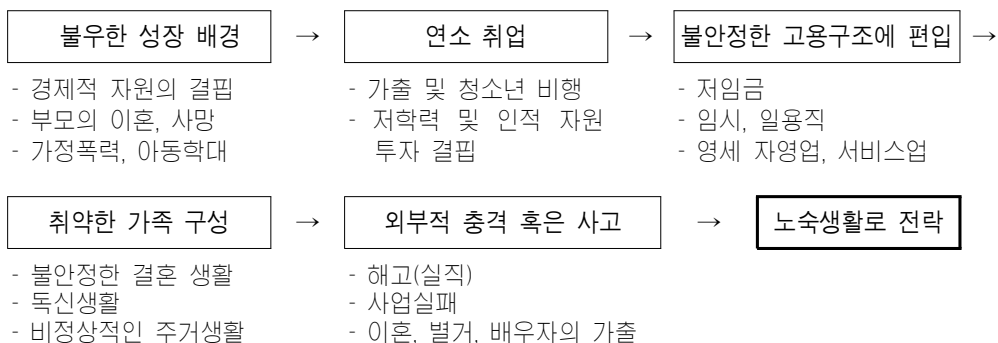 불우한 성장 배경 → 연소 취업 → 불안정한 고용구조에 편입 →
- 경제적 자원의 결핍
- 부모의 이혼, 사망
- 가정폭력, 아동학대
- 가출 및 청소년 비행
- 저학력 및 인적 자원
투자 결핍
- 저임금
- 임시, 일용직
- 영세 자영업, 서비스업
취약한 가족 구성 → 외부적 충격 혹은 사고 → 노숙생활로 전락
- 불안정한 결혼 생활
- 독신생활
- 비정상적인 주거생활
- 해고(실직)
- 사업실패
- 이혼, 별거, 배우자의 가출